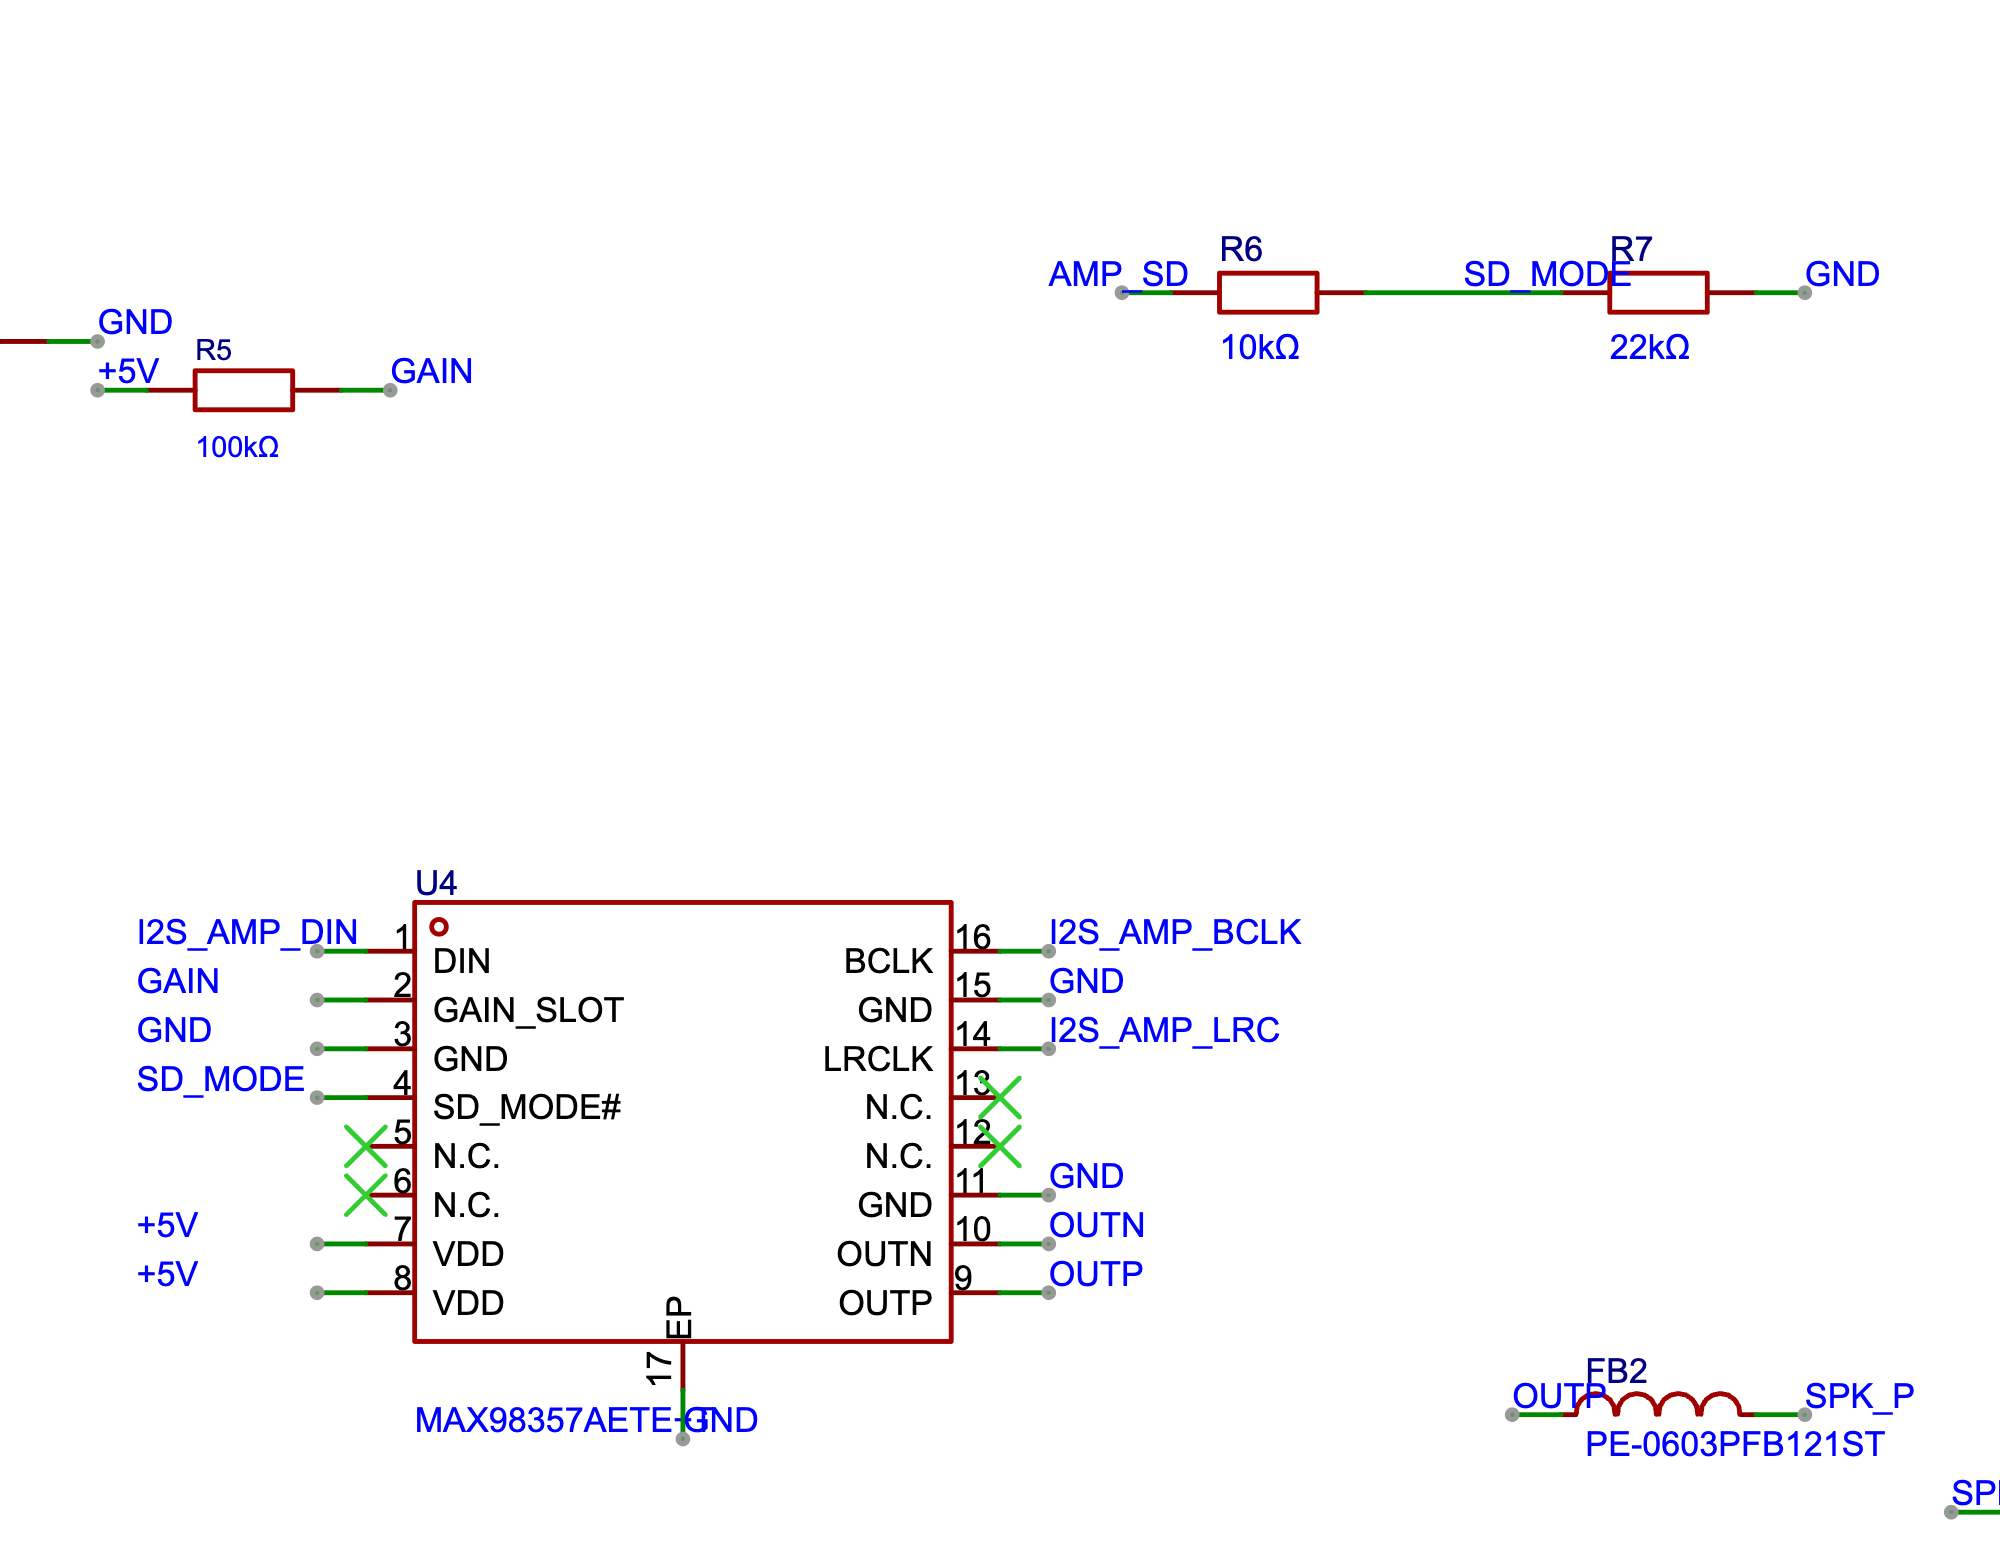 R6
R7
AMP_SD
SD_MODE
GND
10kΩ
22kΩ
GND
+5V
R5
GAIN
100kΩ
U4
I2S_AMP_DIN
1
DIN
GAIN
2
GAIN_SLOT
GND
3
GND
SD_MODE
4
SD_MODE#
5
N.C.
6
N.C.
+5V
7
VDD
+5V
8
VDD
16
I2S_AMP_BCLK
BCLK
15
GND
GND
14
I2S_AMP_LRC
LRCLK
13
N.C.
12
N.C.
11
GND
GND
10
OUTN
OUTN
9
OUTP
OUTP
EP
17
MAX98357AETE+T
GND
FB2
OUTP
SPK_P
PE-0603PFB121ST